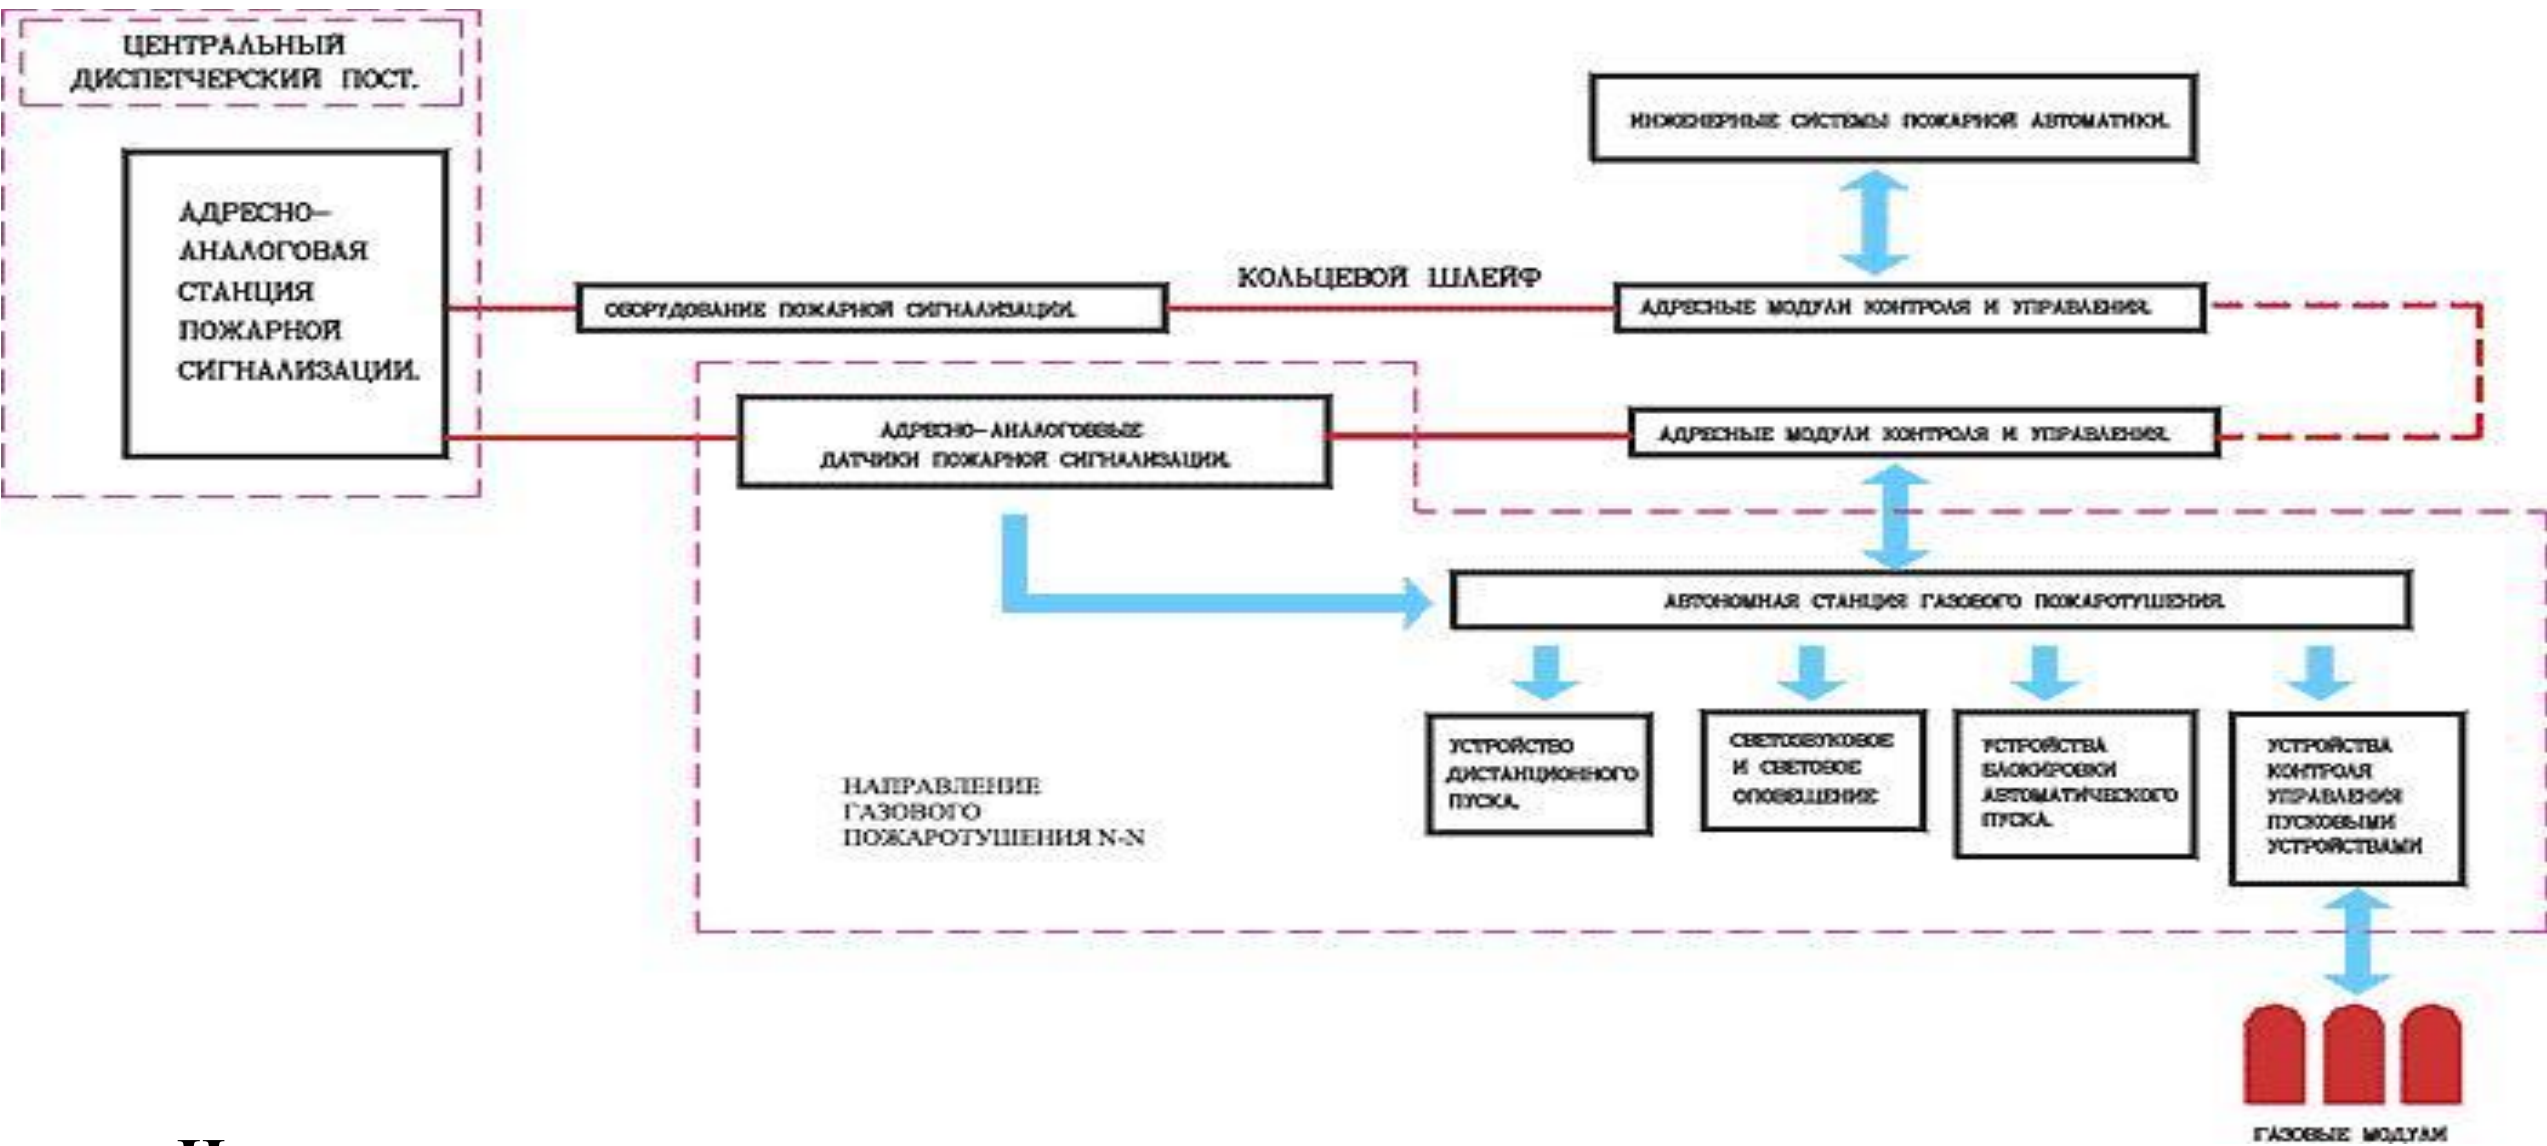 ЦЕНТРАЛЬНЫЙ
ДИСПЕТЧЕРСКИЙ ПОСТ.
АДРЕСНО-
АНАЛОГОВАЯ
СТАНЦИЯ
ПОЖАРНОЙ
СИГНАЛИЗАЦИИ.
ИНЖЕНЕРНЫЕ СИСТЕМЫ ПОЖАРНОЙ АВТОМАТИКИ.
ОБОРУДОВАНИЕ ПОЖАРНОЙ СИГНАЛИЗАЦИИ.
КОЛЬЦЕВОЙ ШЛЕЙФ
АДРЕСНЫЕ МОДУЛИ КОНТРОЛЯ И УПРАВЛЕНИЯ.
АДРЕСНО-АНАЛОГОВЫЕ
ДАТЧИКИ ПОЖАРНОЙ СИГНАЛИЗАЦИИ.
АДРЕСНЫЕ МОДУЛИ КОНТРОЛЯ И УПРАВЛЕНИЯ.
АВТОНОМНАЯ СТАНЦИЯ ГАЗОВОГО ПОЖАРОТУШЕНИЯ.
НАПРАВЛЕНИЕ
ГАЗОВОГО
ПОЖАРОТУШЕНИЯ N-N
УСТРОЙСТВО
ДИСТАНЦИОННОГО
ПУСКА.
СВЕТОЗВУКОВОЕ
И СВЕТОВОЕ
ОПОВЕЩЕНИЕ
УСТРОЙСТВА
БЛОКИРОВКИ
АВТОМАТИЧЕСКОГО
ПУСКА.
УСТРОЙСТВА
КОНТРОЛЯ
УПРАВЛЕНИЯ
ПУСКОВЫМИ
УСТРОЙСТВАМИ
ГАЗОВЫЕ МОДУЛИ